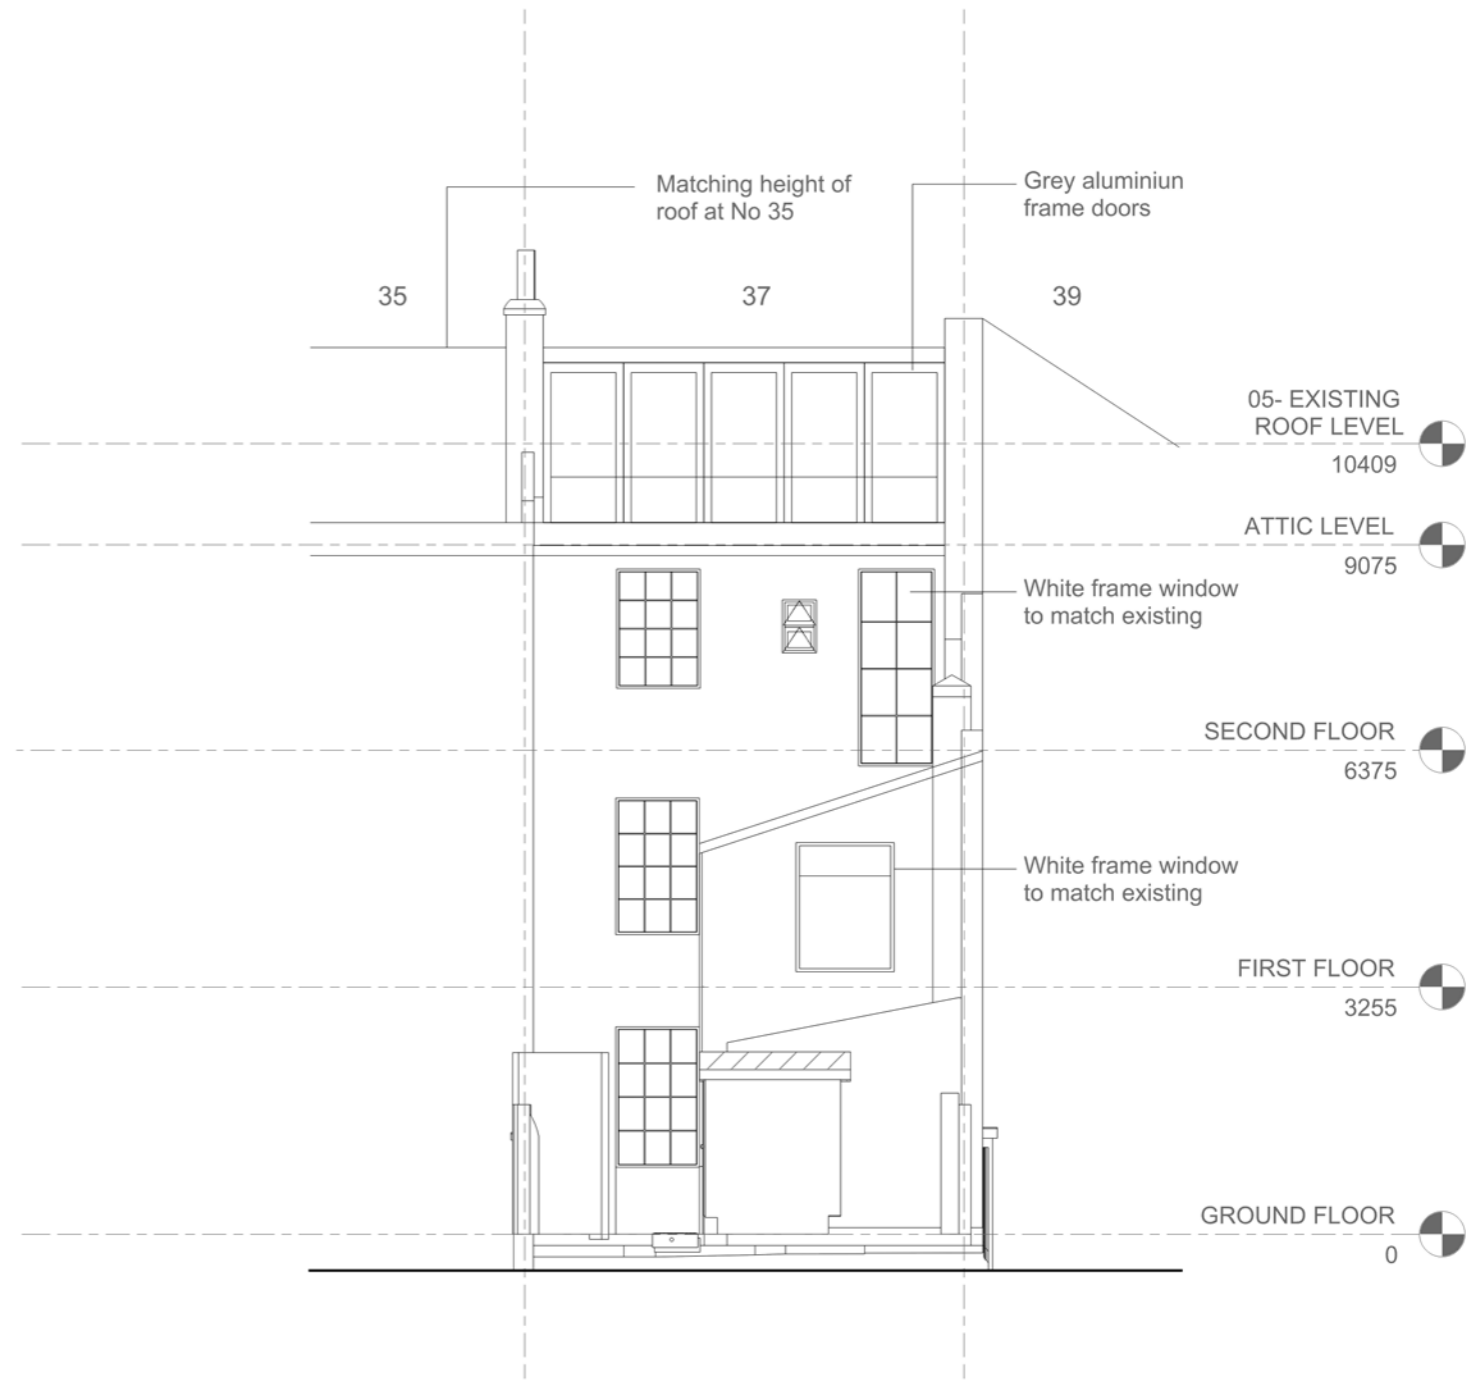 Matching height of
roof at No 35
Grey aluminiun
frame doors
35
37
39
05- EXISTING
ROOF LEVEL
10409
ATTIC LEVEL
9075
White frame window
to match existing
SECOND FLOOR
6375
White frame window
to match existing
FIRST FLOOR
3255
GROUND FLOOR
0